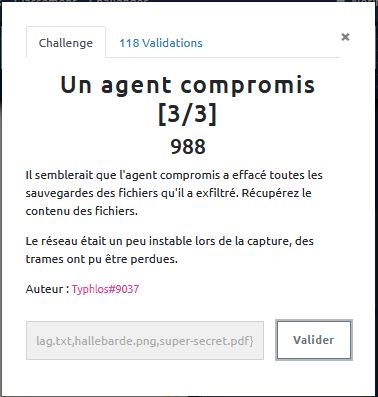 Challenge
118 Validations
×
Un agent compromis
[3/3]
988
Il semblerait que l'agent compromis a effacé toutes les
sauvegardes des fichiers qu'il a exfiltré. Récupérez le
contenu des fichiers.
Le réseau était un peu instable lors de la capture, des
trames ont pu être perdues.
Auteur : Typhlos#9037
lag.txt,hallebarde.png,super-secret.pdf}
Valider